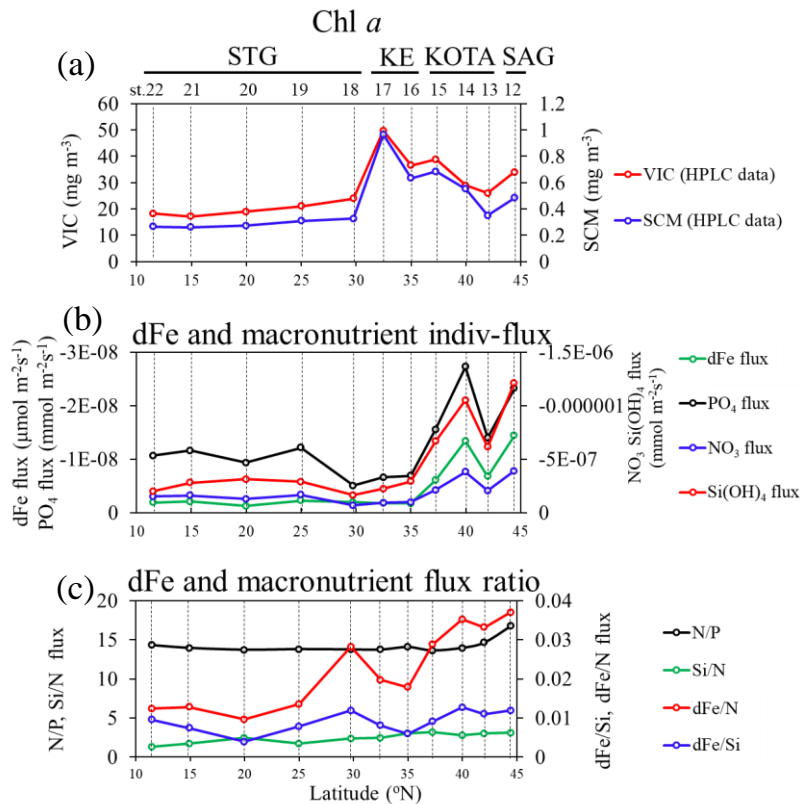 (a)
Chl a
STG KE KOTA SAG
st.22 21 20 19 18 17 16 15 14 13 12
VIC (mg m-3)
60
50
40
30
20
10
0
1.2
1
0.8
0.6
0.4
0.2
0
SCM (mg m-3)
10 15 20 25 30 35 40 45
VIC (HPLC data)
SCM (HPLC data)
(b)
dFe and macronutrient indiv-flux
dFe flux (μmol m-2s-1)
PO4 flux (mmol m-2s-1)
-3E-08
-2E-08
-1E-08
0
-1.5E-06
-0.000001
-5E-07
0
NO3 Si(OH)4 flux
(mmol m-2s-1)
10 15 20 25 30 35 40 45
dFe flux
PO4 flux
NO3 flux
Si(OH)4 flux
(c)
dFe and macronutrient flux ratio
N/P, Si/N flux
20
15
10
5
0
0.04
0.03
0.02
0.01
0
dFe/Si, dFe/N flux
10 15 20 25 30 35 40 45
Latitude (ºN)
N/P
Si/N
dFe/N
dFe/Si